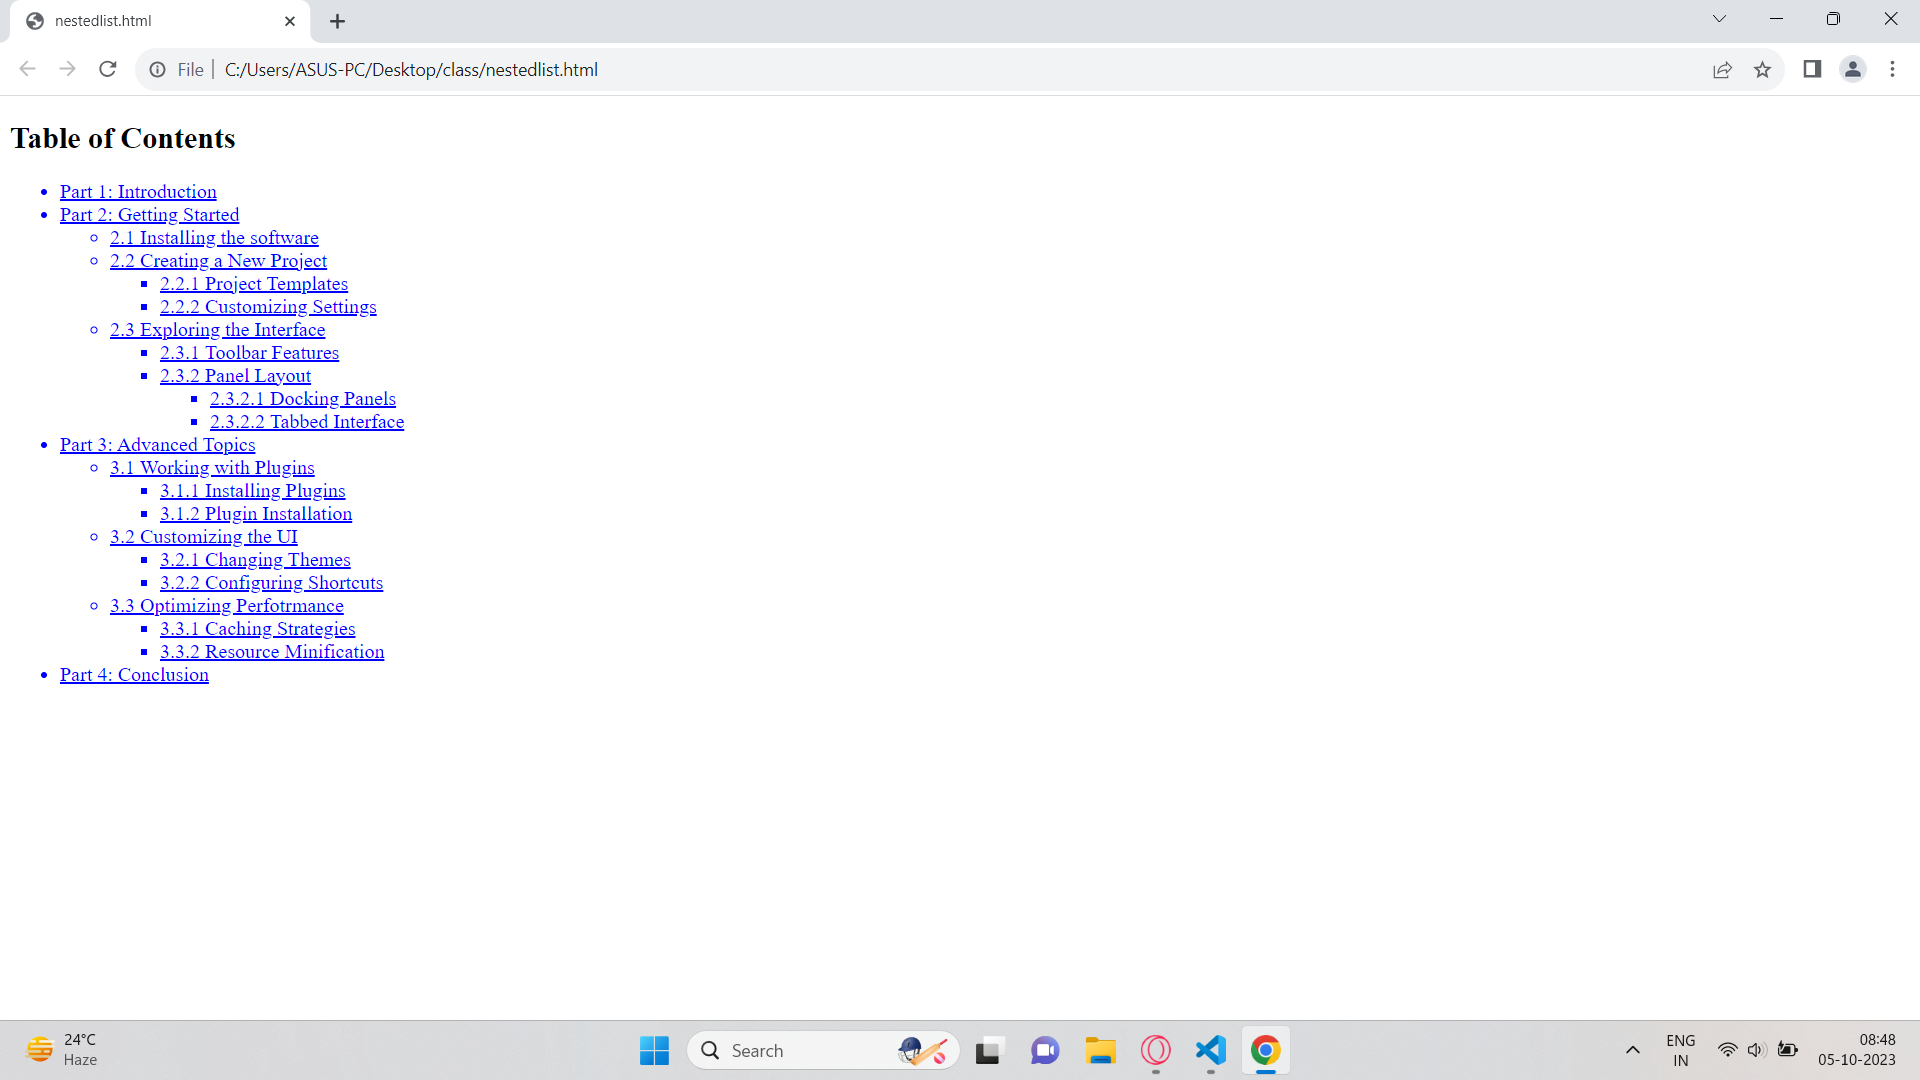 nestedlist.html
File
C:/Users/ASUS-PC/Desktop/class/nestedlist.html
Table of Contents
Part 1: Introduction
Part 2: Getting Started
2.1 Installing the software
2.2 Creating a New Project
2.2.1 Project Templates
2.2.2 Customizing Settings
2.3 Exploring the Interface
2.3.1 Toolbar Features
2.3.2 Panel Layout
2.3.2.1 Docking Panels
2.3.2.2 Tabbed Interface
Part 3: Advanced Topics
3.1 Working with Plugins
3.1.1 Installing Plugins
3.1.2 Plugin Installation
3.2 Customizing the UI
3.2.1 Changing Themes
3.2.2 Configuring Shortcuts
3.3 Optimizing Perfotrmance
3.3.1 Caching Strategies
3.3.2 Resource Minification
Part 4: Conclusion
24°C
Haze
Search
ENG
IN
08:48
05-10-2023